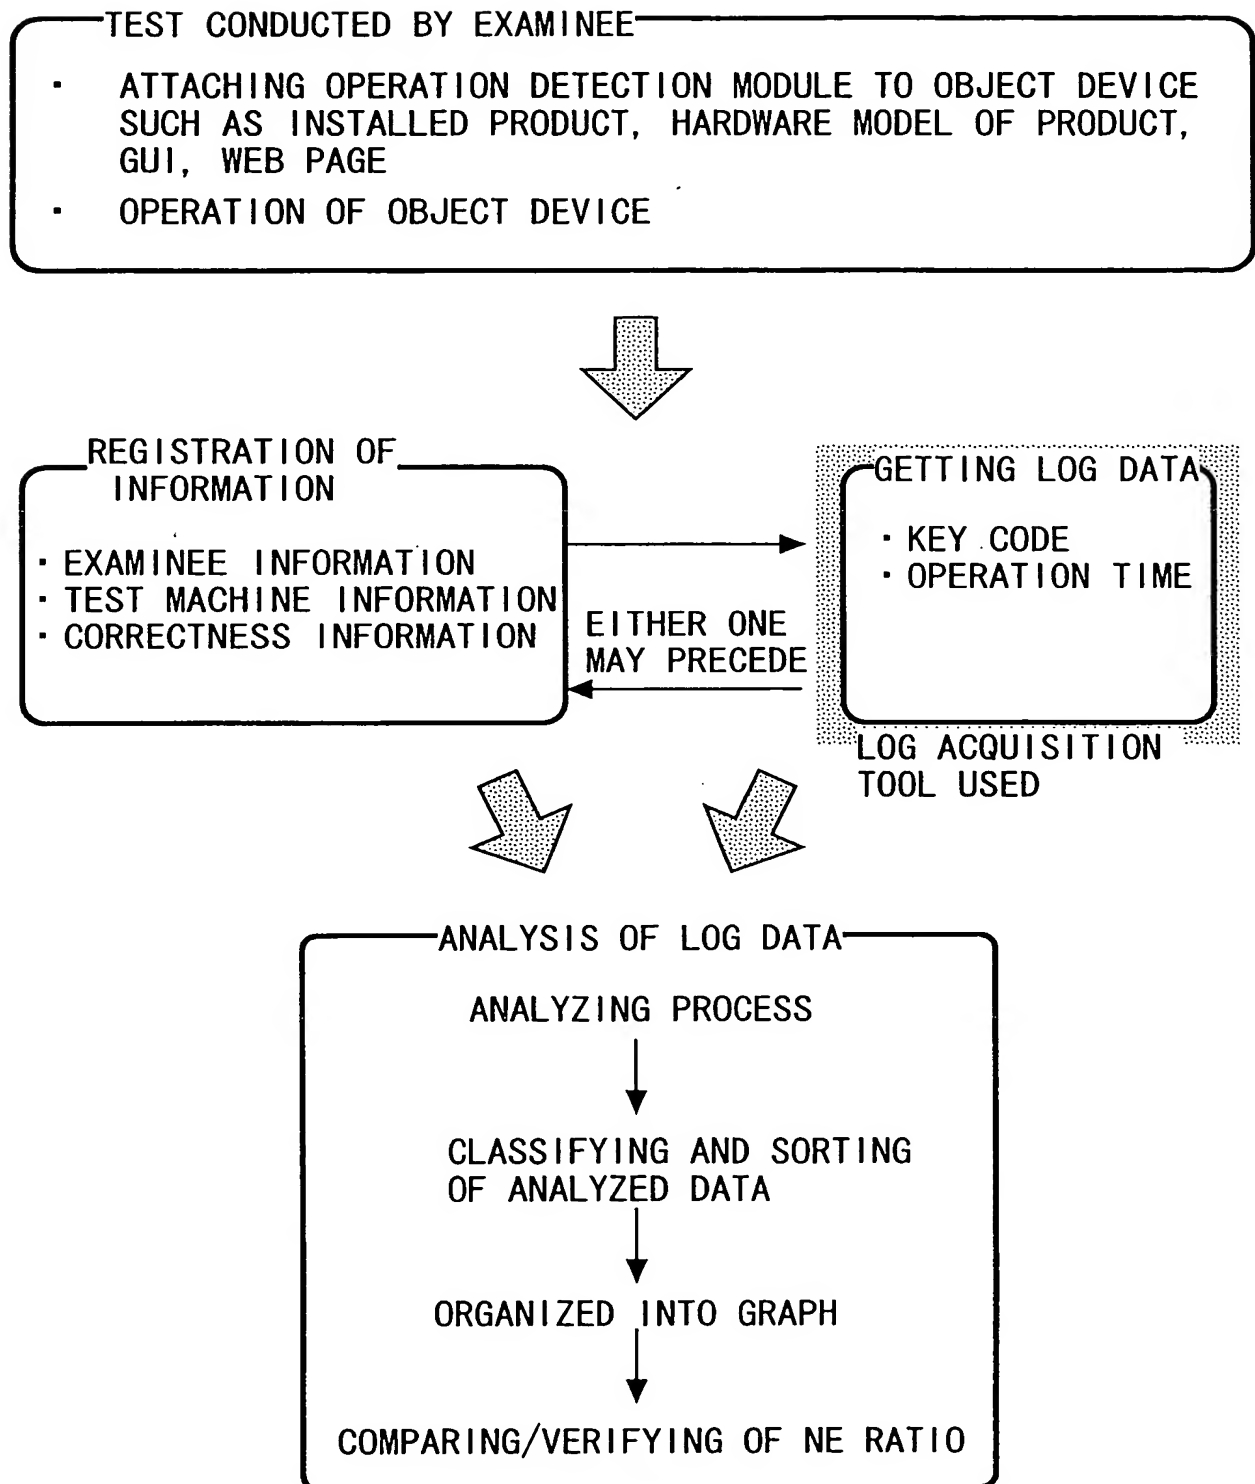 TEST CONDUCTED BY EXAMINEE
· ATTACHING OPERATION DETECTION MODULE TO OBJECT DEVICE
SUCH AS INSTALLED PRODUCT, HARDWARE MODEL OF PRODUCT,
GUI, WEB PAGE
· OPERATION OF OBJECT DEVICE
REGISTRATION OF
INFORMATION
· EXAMINEE INFORMATION
· TEST MACHINE INFORMATION
· CORRECTNESS INFORMATION
EITHER ONE
MAY PRECEDE
GETTING LOG DATA
· KEY CODE
· OPERATION TIME
LOG ACQUISITION
TOOL USED
ANALYSIS OF LOG DATA
ANALYZING PROCESS
CLASSIFYING AND SORTING
OF ANALYZED DATA
ORGANIZED INTO GRAPH
COMPARING/VERIFYING OF NE RATIO